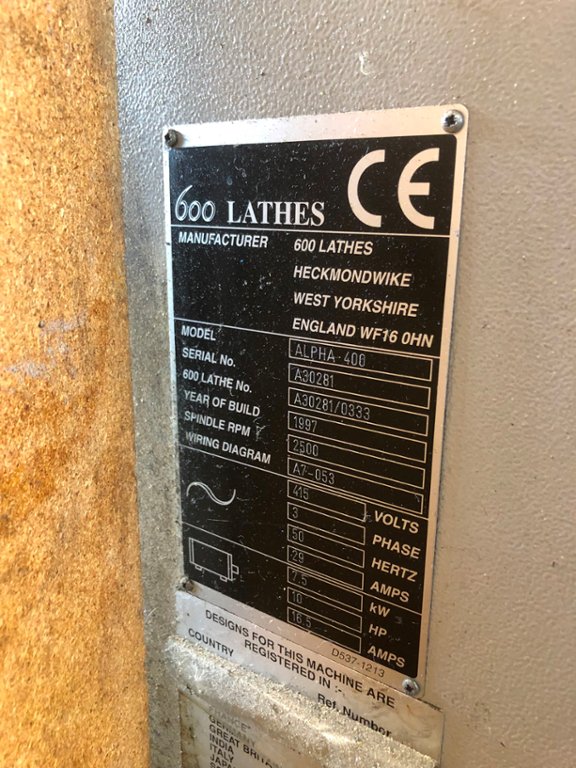 600 LATHES CE
MANUFACTURER 600 LATHES
HECKMONDWIKE
WEST YORKSHIRE
ENGLAND WF16 0HN
MODEL ALPHA-400
SERIAL No. A30281
600 LATHE No. A30281/0333
YEAR OF BUILD 1997
SPINDLE RPM 2500
WIRING DIAGRAM A7-053
415 VOLTS
3 PHASE
50 HERTZ
29 AMPS
7.5 kW
10 HP
16.5 AMPS
D537-1213
DESIGNS FOR THIS MACHINE ARE
REGISTERED IN :-
COUNTRY Ref. Number
GERMANY
GREAT BRITAIN
INDIA
ITALY